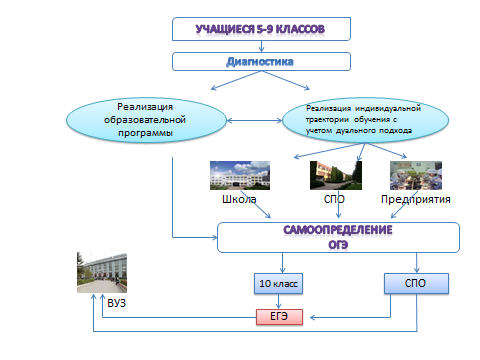 УЧАЩИЕСЯ 5-9 КЛАССОВ
Диагностика
Реализация
образовательной
программы
Реализация индивидуальной
траектории обучения с
учетом дуального подхода
Школа
СПО
Предприятия
САМООПРЕДЕЛЕНИЕ
ОГЭ
10 класс
СПО
ВУЗ
ЕГЭ